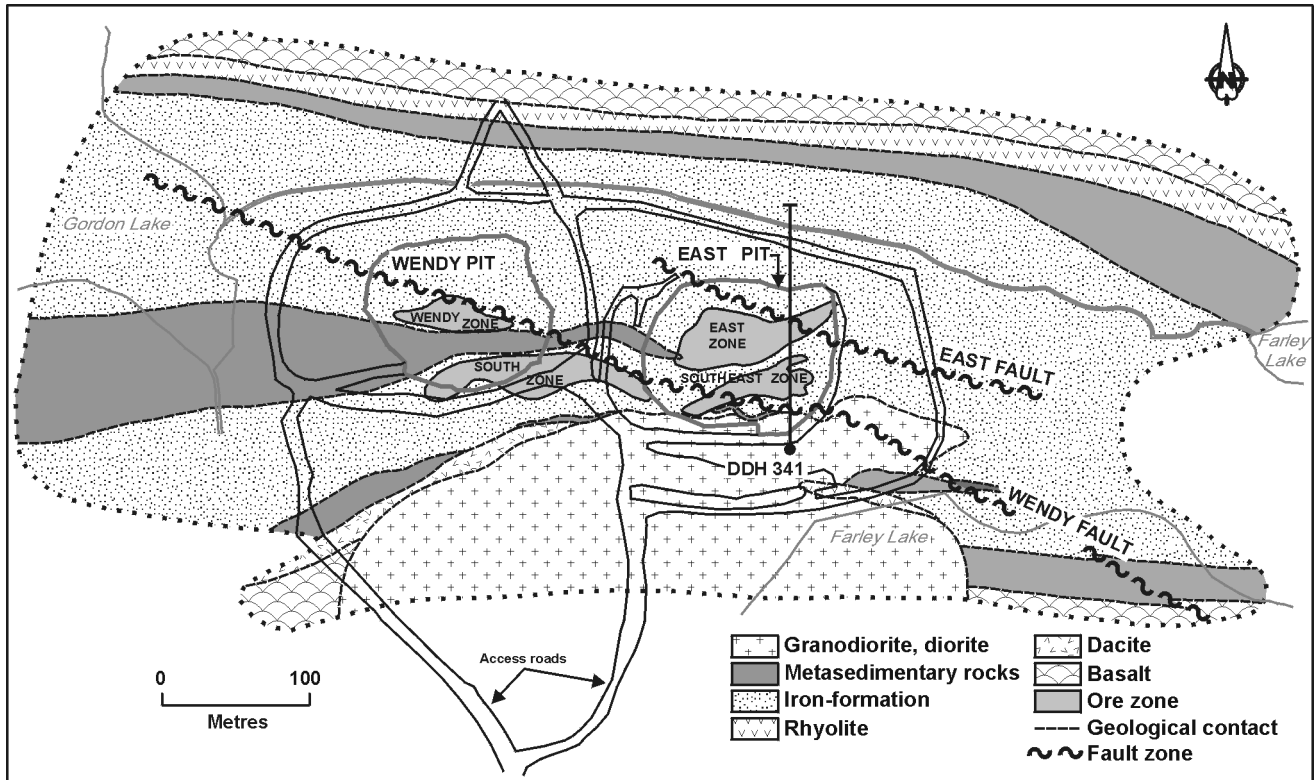 N
Gordon Lake
WENDY PIT
EAST PIT
WENDY ZONE
EAST
ZONE
SOUTH
ZONE
SOUTHEAST ZONE
EAST FAULT
Farley
Lake
DDH 341
WENDY FAULT
Farley Lake
Access roads
0 100
Metres
Granodiorite, diorite
Metasedimentary rocks
Iron-formation
Rhyolite
Dacite
Basalt
Ore zone
Geological contact
Fault zone